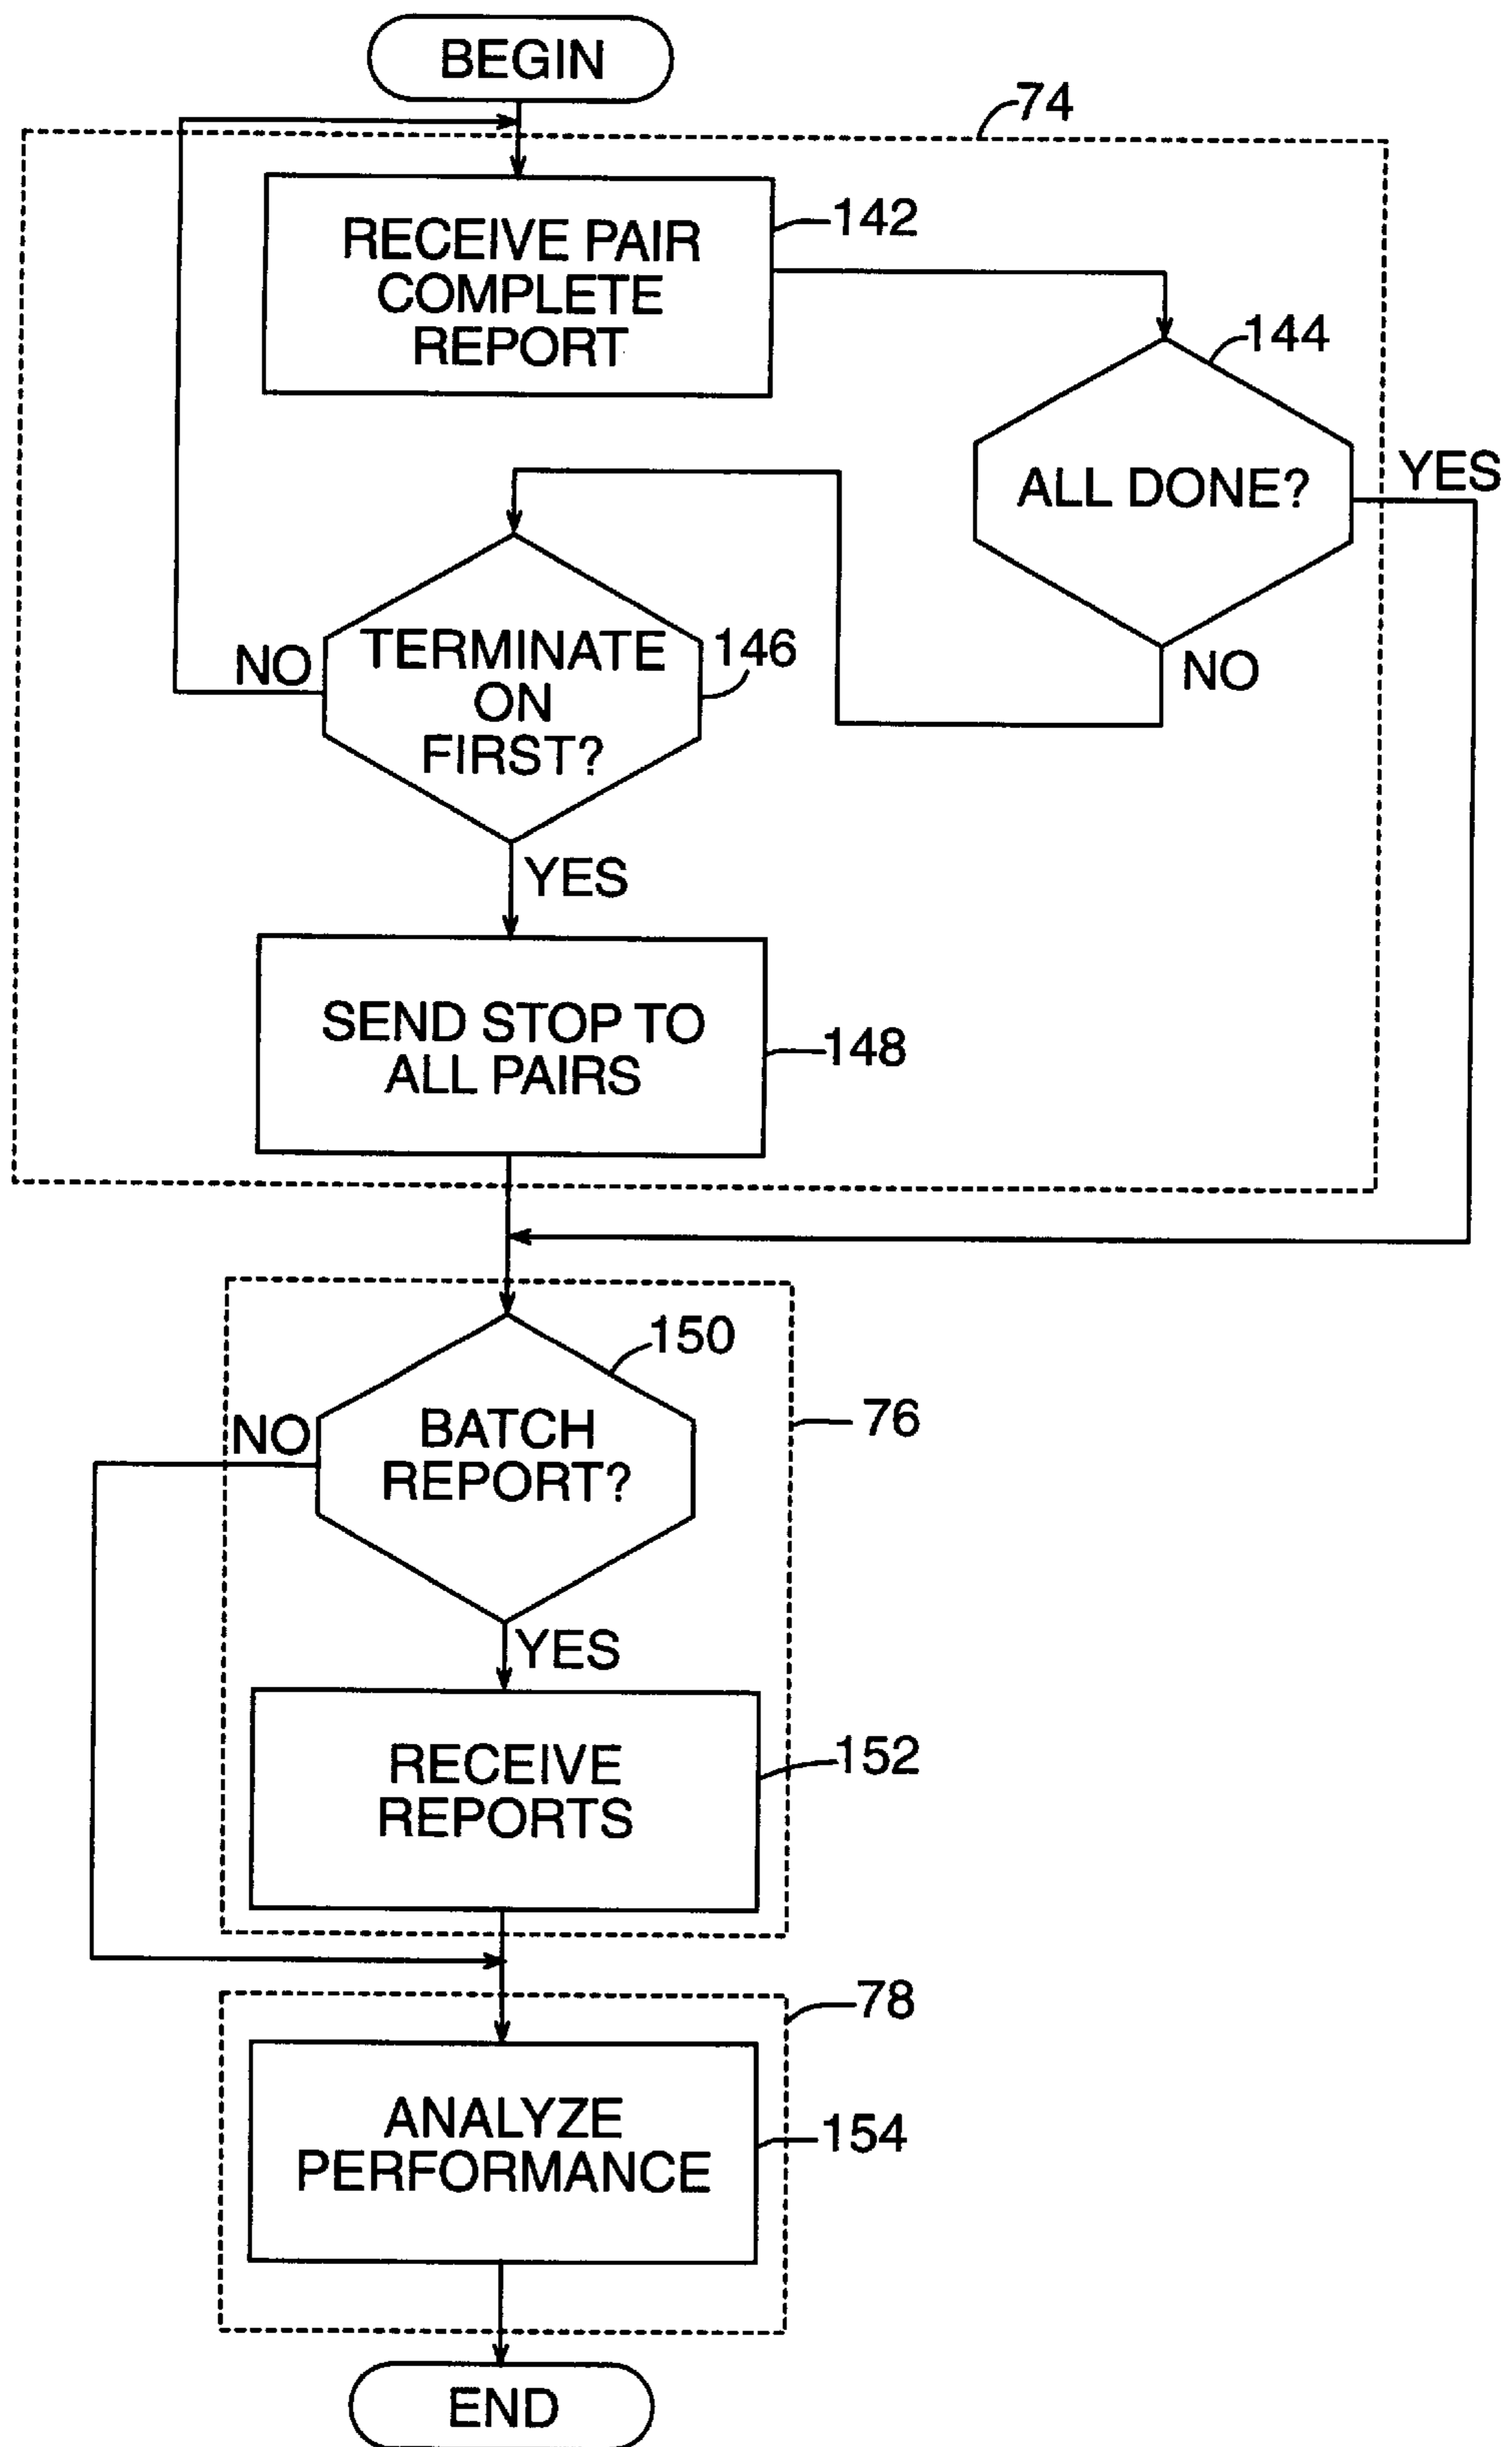 BEGIN
74
RECEIVE PAIR
COMPLETE
REPORT
142
144
ALL DONE?
YES
NO
TERMINATE
ON
FIRST?
146
NO
YES
SEND STOP TO
ALL PAIRS
148
150
BATCH
REPORT?
76
NO
YES
RECEIVE
REPORTS
152
78
ANALYZE
PERFORMANCE
154
END